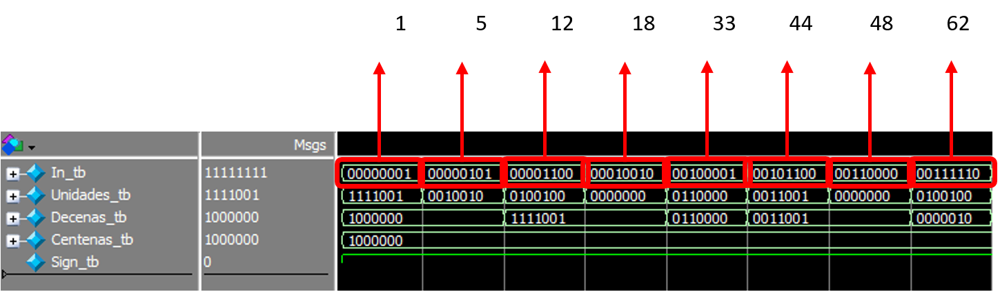 1 5 12 18 33 44 48 62
Msgs
In_tb 11111111 00000001 00000101 00001100 00010010 00100001 00101100 00110000 00111110
Unidades_tb 1111001 1111001 0010010 0100100 0000000 0110000 0011001 0000000 0100100
Decenas_tb 1000000 1000000 1111001 0110000 0011001 0000010
Centenas_tb 1000000 1000000
Sign_tb 0